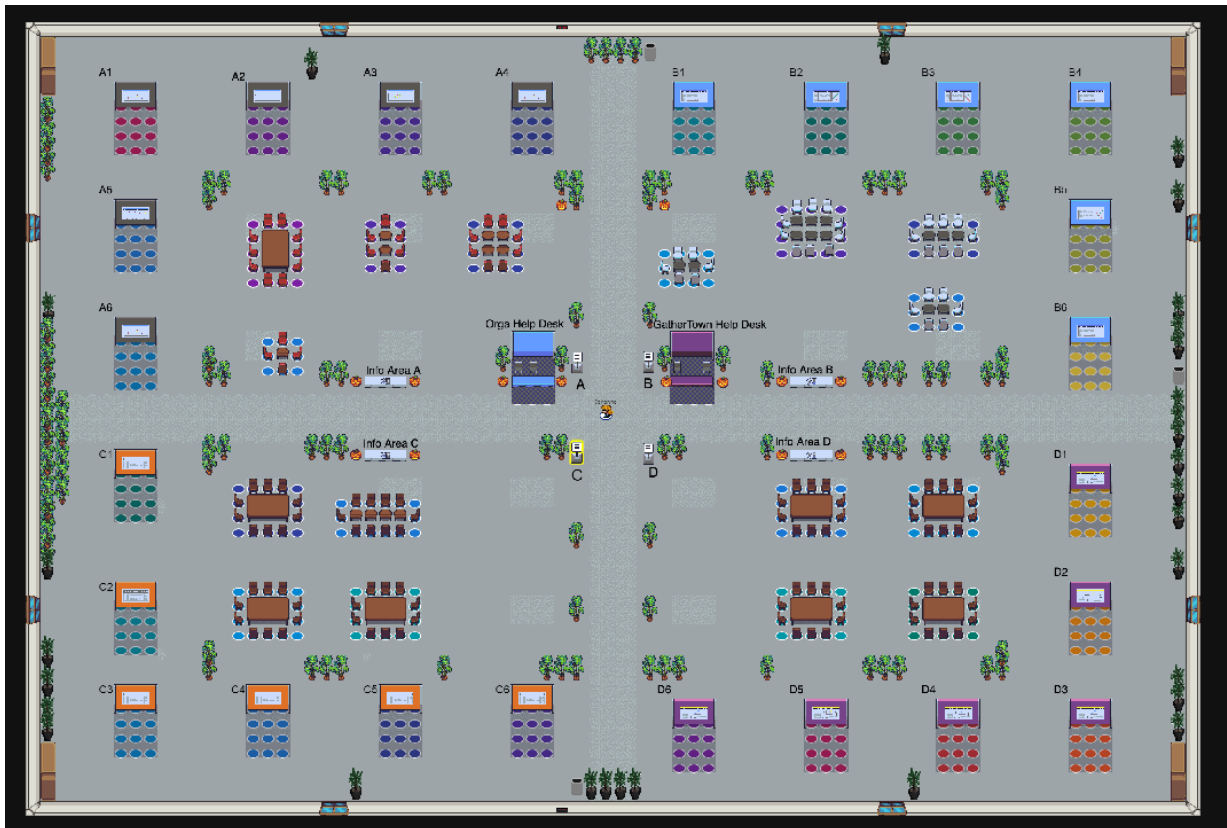 A1
A2
A3
A4
B1
B2
B3
B4
A5
B5
A6
Orga Help Desk
GatherTown Help Desk
B6
Info Area A
A
B
Info Area B
C1
Info Area C
C
D
Info Area D
D1
C2
D2
C3
C4
C5
C6
D6
D5
D4
D3